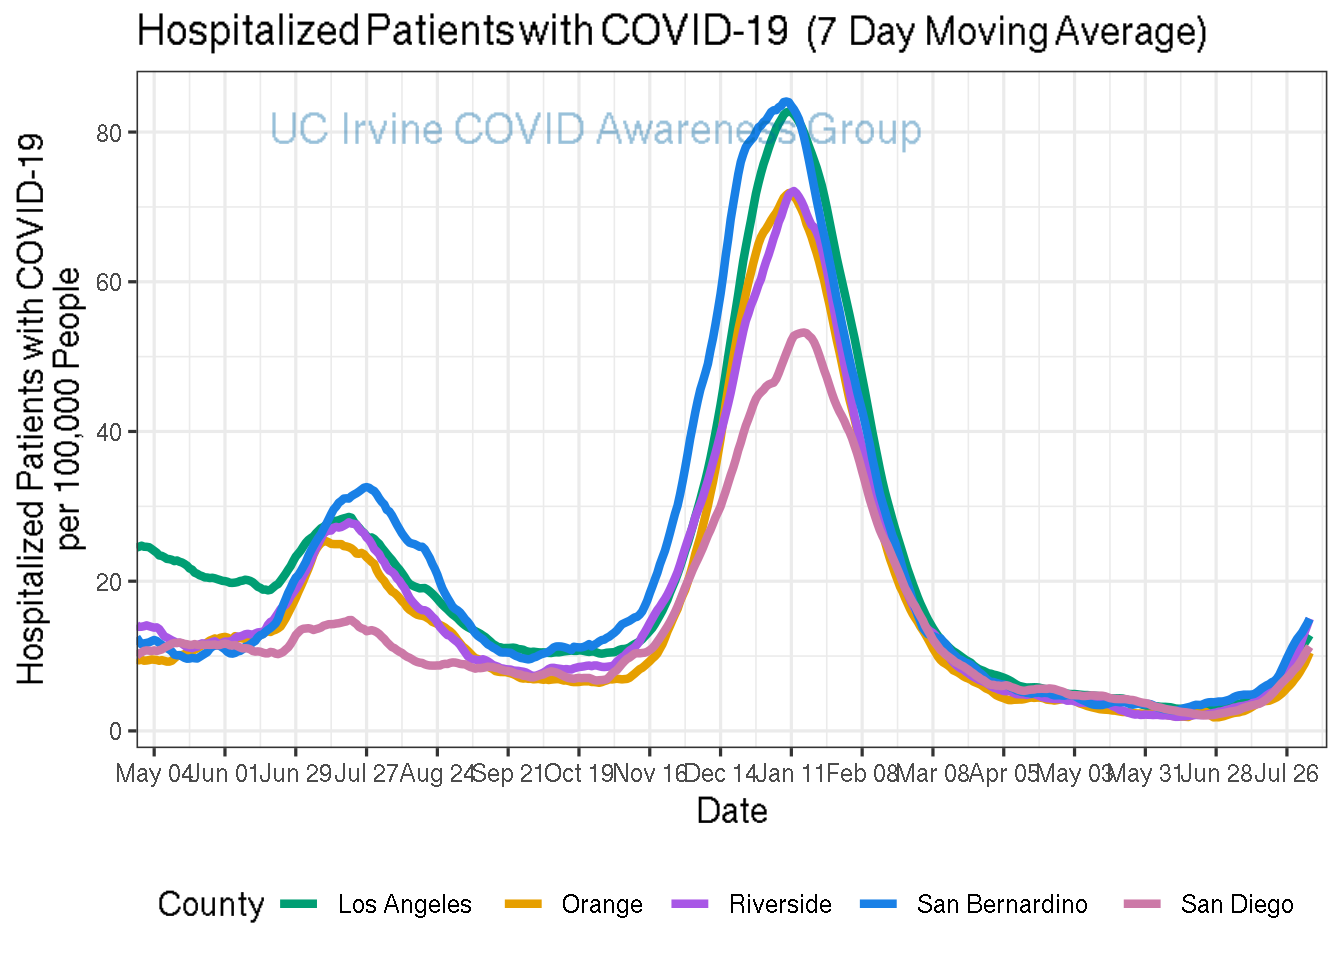 Hospitalized Patients with COVID-19 (7 Day Moving Average)
UC Irvine COVID Awareness Group
Hospitalized Patients with COVID-19
per 100,000 People
80
60
40
20
0
May 04 Jun 01 Jun 29 Jul 27 Aug 24 Sep 21 Oct 19 Nov 16 Dec 14 Jan 11 Feb 08 Mar 08 Apr 05 May 03 May 31 Jun 28 Jul 26
Date
County Los Angeles Orange Riverside San Bernardino San Diego